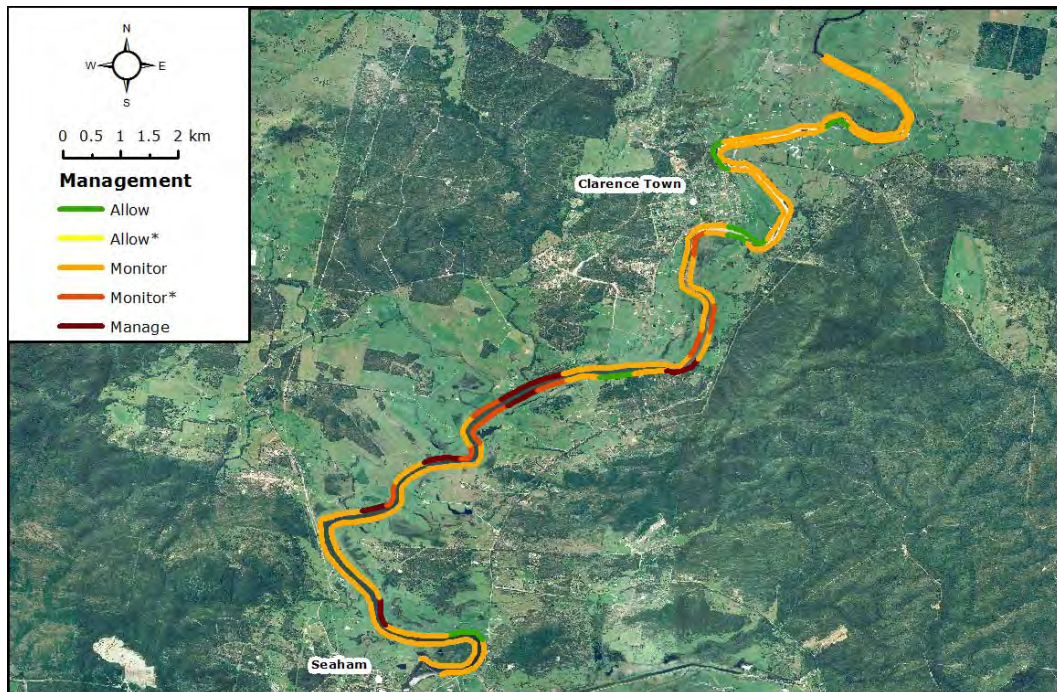 N
W E
S
0 0.5 1 1.5 2 km
Management
Allow
Allow*
Monitor
Monitor*
Manage
Clarence Town
Seaham